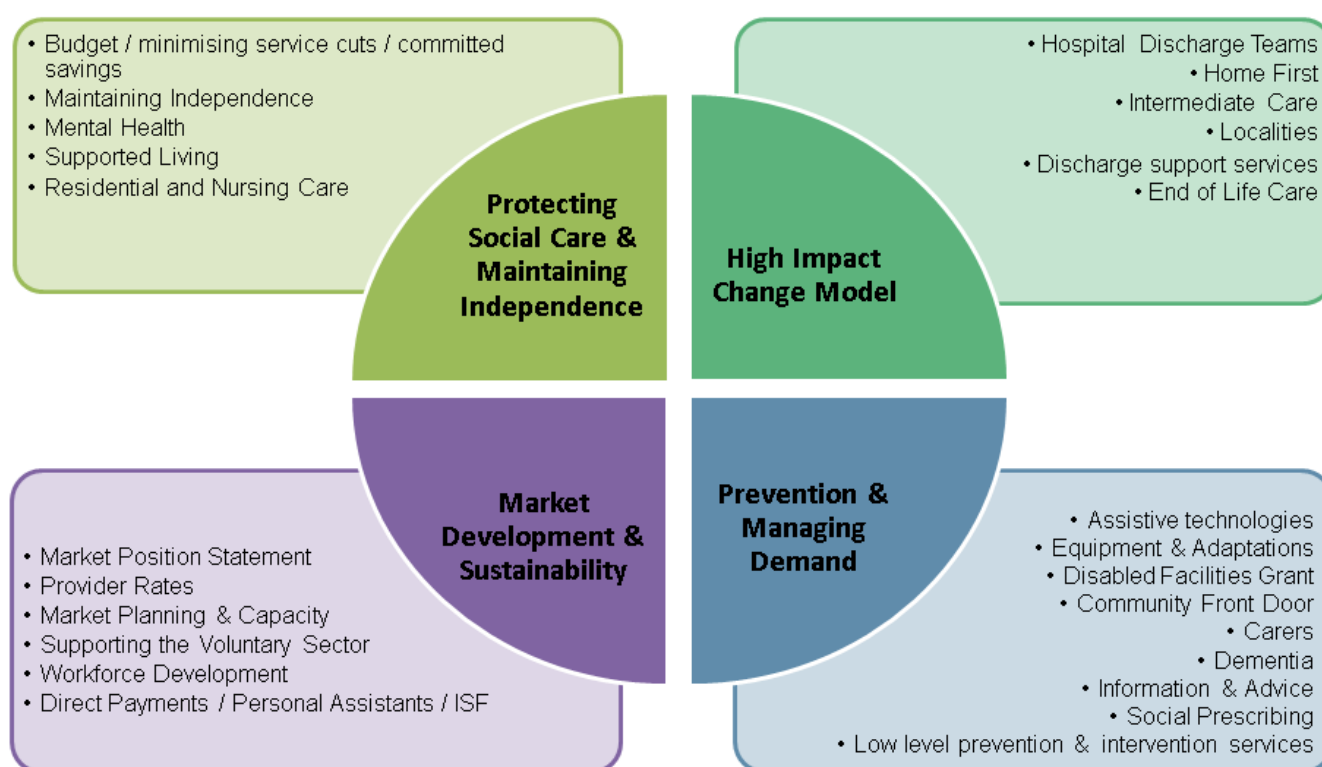 • Budget / minimising service cuts / committed
savings
• Maintaining Independence
• Mental Health
• Supported Living
• Residential and Nursing Care
Protecting
Social Care &
Maintaining
Independence
• Hospital Discharge Teams
• Home First
• Intermediate Care
• Localities
• Discharge support services
• End of Life Care
High Impact
Change Model
Market
Development &
Sustainability
• Market Position Statement
• Provider Rates
• Market Planning & Capacity
• Supporting the Voluntary Sector
• Workforce Development
• Direct Payments / Personal Assistants / ISF
Prevention &
Managing
Demand
• Assistive technologies
• Equipment & Adaptations
• Disabled Facilities Grant
• Community Front Door
• Carers
• Dementia
• Information & Advice
• Social Prescribing
• Low level prevention & intervention services